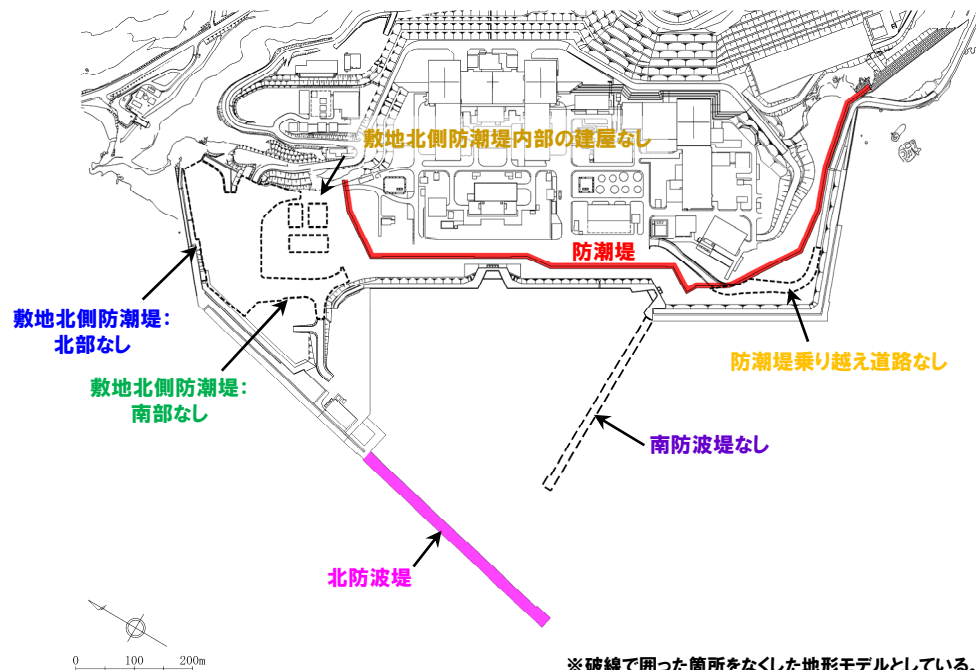 敷地北側防潮堤内部の建屋なし
防潮堤
敷地北側防潮堤：
北部なし
防潮堤乗り越え道路なし
敷地北側防潮堤：
南部なし
南防波堤なし
北防波堤
0 100 200m
※破線で囲った箇所をなくした地形モデルとしている。